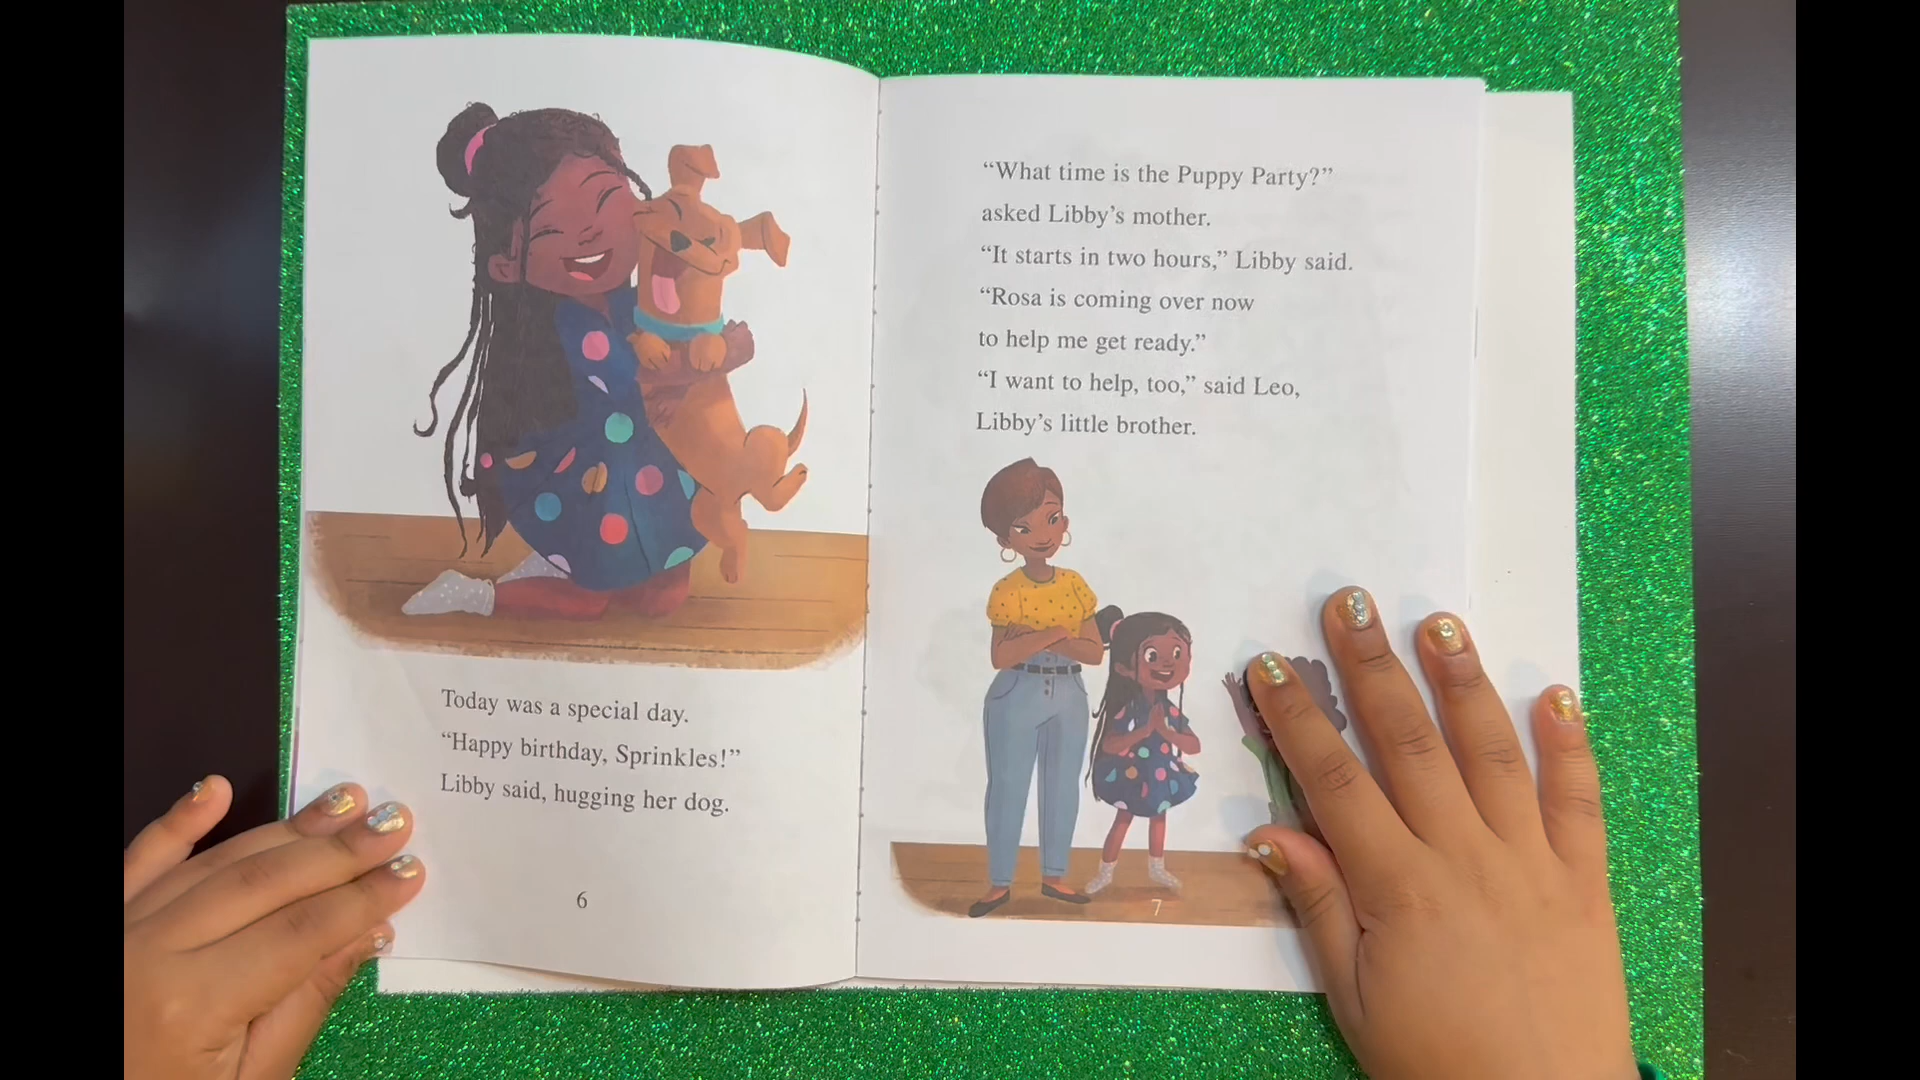 Today was a special day.
“Happy birthday, Sprinkles!”
Libby said, hugging her dog.
6
“What time is the Puppy Party?”
asked Libby’s mother.
“It starts in two hours,” Libby said.
“Rosa is coming over now
to help me get ready.”
“I want to help, too,” said Leo,
Libby’s little brother.
7